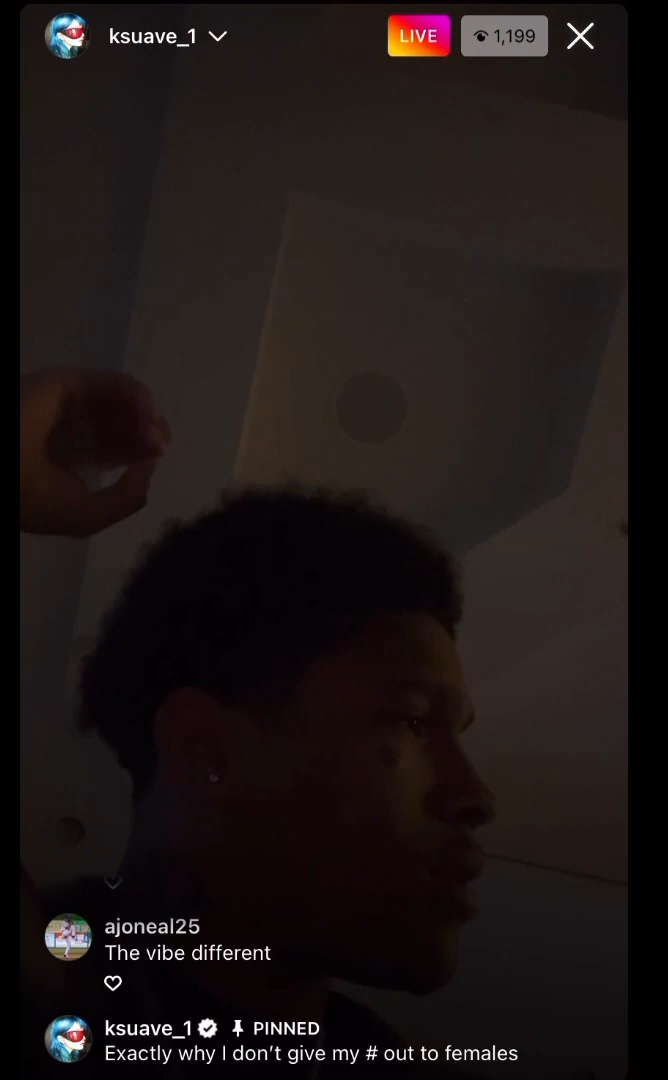 ksuave_1
LIVE
1,199
ajoneal25
The vibe different
ksuave_1 PINNED
Exactly why I don’t give my # out to females